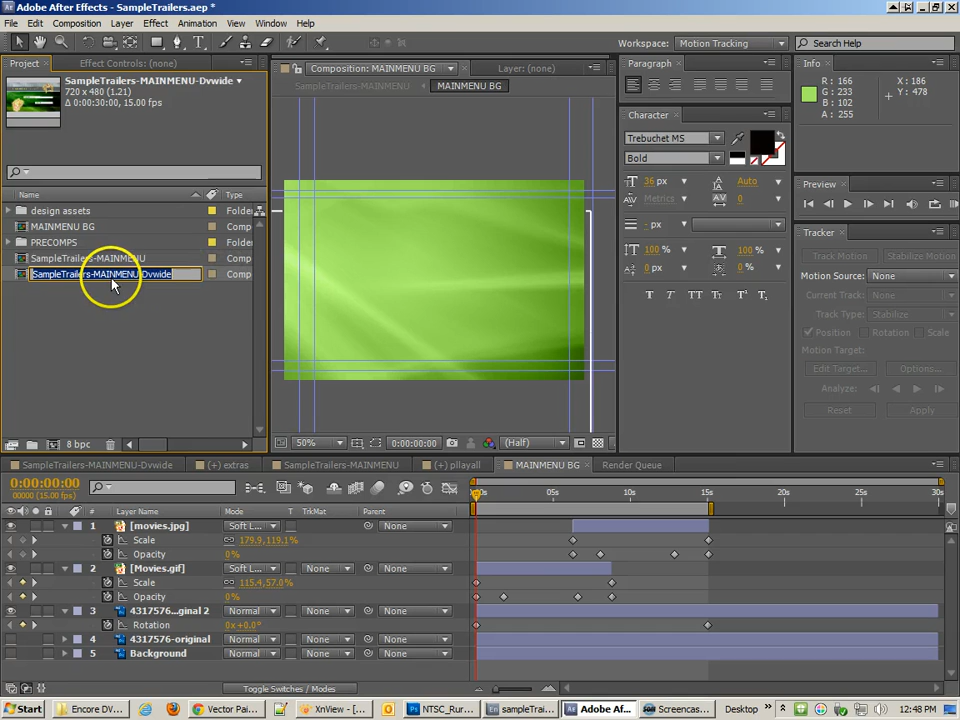 Adobe After Effects - SampleTrailers.aep *
File Edit Composition Layer Effect Animation View Window Help
Workspace: Motion Tracking
Search Help
Project
Effect Controls: (none)
SampleTrailers-MAINMENU-Dvwide
720 x 480 (1.21)
Δ 0:00:30:00, 15.00 fps
Name Type
design assets Folder
MAINMENU BG Comp
PRECOMPS Folder
SampleTrailers-MAINMENU Comp
SampleTrailers-MAINMENU-Dvwide Comp
8 bpc
Composition: MAINMENU BG
Layer: (none)
SampleTrailers-MAINMENU
MAINMENU BG
50%
0:00:00:00
(Half)
Paragraph
Character
Trebuchet MS
Bold
36 px Auto
Metrics 0
- px
100 % 100 %
0 px 0 %
T T TT Tt T¹ T₁
Info
R : 166
G : 233
B : 102
A : 255
X : 186
Y : 478
Preview
Tracker
Track Motion Stabilize Motion
Motion Source: None
Current Track: None
Track Type: Stabilize
Position Rotation Scale
Motion Target:
Edit Target... Options...
Analyze:
Reset Apply
SampleTrailers-MAINMENU-Dvwide
(+) extras
SampleTrailers-MAINMENU
(+) pllayall
MAINMENU BG
Render Queue
0:00:00:00
00000 (15.00 fps)
05s 10s 15s 20s 25s 30s
# Layer Name Mode T TrkMat Parent
1 [movies.jpg] Soft L... None
Scale 179.9,119.1%
Opacity 0%
2 [Movies.gif] Soft L... None None
Scale 115.4,57.0%
Opacity 0%
3 4317576...ginal 2 Normal None None
Rotation 0x+0.0°
4 4317576-original Normal None None
5 Background Normal None None
Toggle Switches / Modes
Start
Encore DV...
Vector Pai...
XnView - [...
NTSC_Rur...
sampleTra...
Adobe Af...
Screencas...
Desktop »
12:48 PM